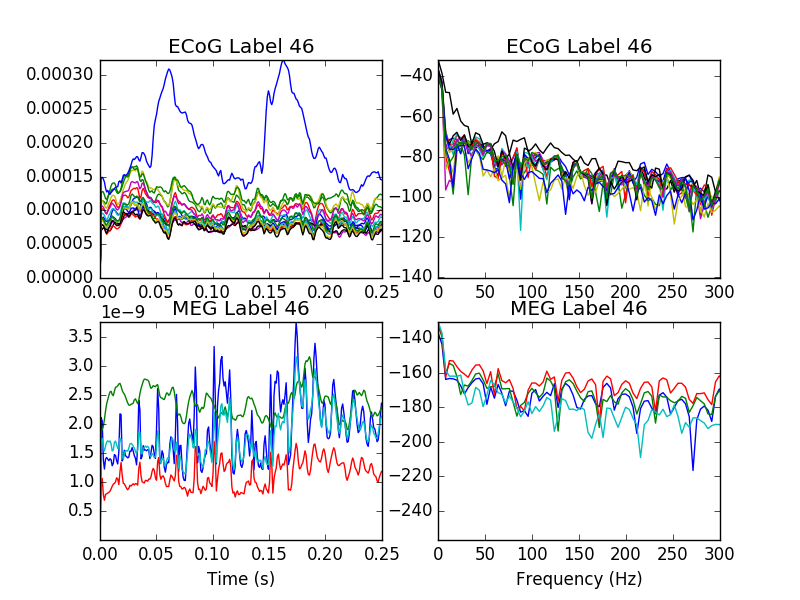 ECoG Label 46
0.00030
0.00025
0.00020
0.00015
0.00010
0.00005
0.00000
0.00 0.05 0.10 0.15 0.20 0.25
ECoG Label 46
−40
−60
−80
−100
−120
−140
0 50 100 150 200 250 300
MEG Label 46
1e−9
3.5
3.0
2.5
2.0
1.5
1.0
0.5
0.00 0.05 0.10 0.15 0.20 0.25
Time (s)
MEG Label 46
−140
−160
−180
−200
−220
−240
0 50 100 150 200 250 300
Frequency (Hz)